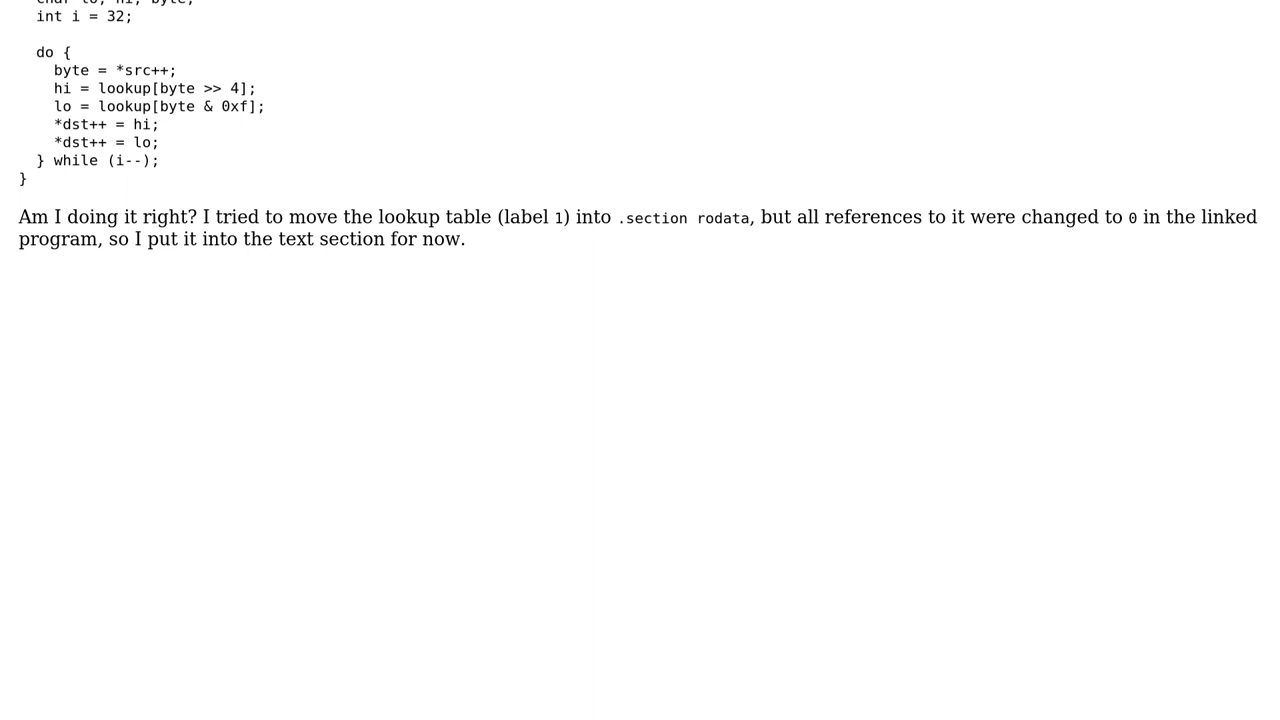 int i = 32;
do {
byte = *src++;
hi = lookup[byte >> 4];
lo = lookup[byte & 0xf];
*dst++ = hi;
*dst++ = lo;
} while (i--);
}
Am I doing it right? I tried to move the lookup table (label 1) into .section rodata, but all references to it were changed to 0 in the linked
program, so I put it into the text section for now.